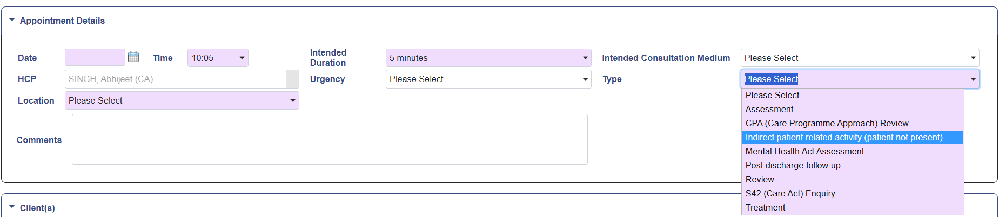 Appointment Details
Date
Time 10:05
Intended Duration 5 minutes
Intended Consultation Medium Please Select
HCP SINGH, Abhijeet (CA)
Urgency Please Select
Type Please Select
Location Please Select
Please Select
Assessment
CPA (Care Programme Approach) Review
Indirect patient related activity (patient not present)
Mental Health Act Assessment
Post discharge follow up
Review
S42 (Care Act) Enquiry
Treatment
Comments
Client(s)